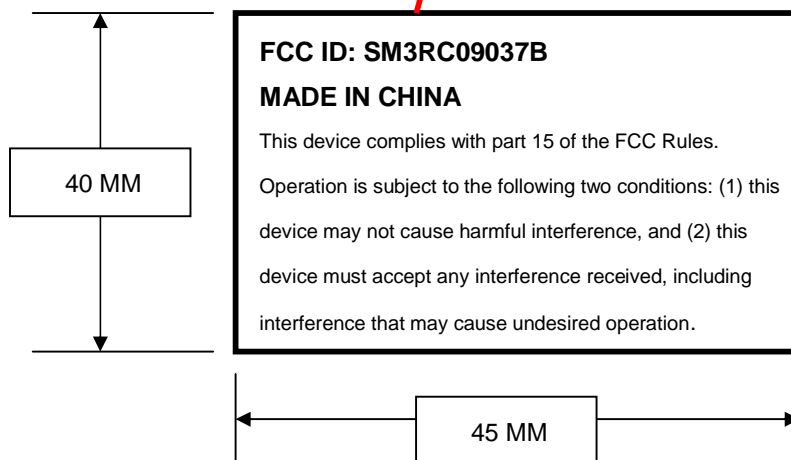 FCC ID: SM3RC09037B
MADE IN CHINA
This device complies with part 15 of the FCC Rules.
Operation is subject to the following two conditions: (1) this
device may not cause harmful interference, and (2) this
device must accept any interference received, including
interference that may cause undesired operation.
40 MM
45 MM